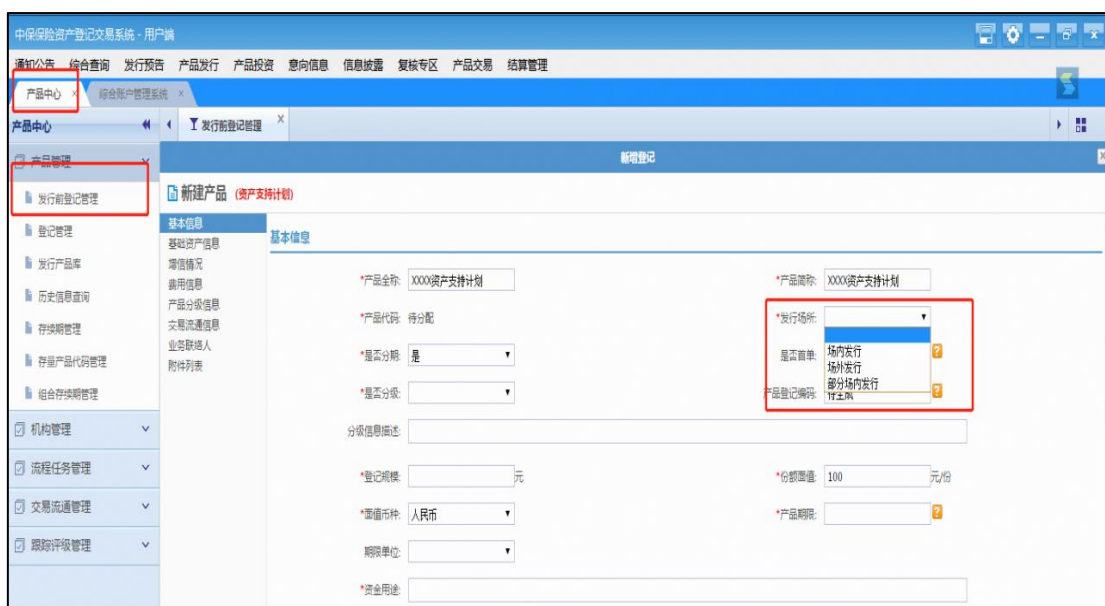 中保保险资产登记交易系统 - 用户端
通知公告 综合查询 发行预告 产品发行 产品投资 意向信息 信息披露 复核专区 产品交易 结算管理
产品中心 × 综合账户管理系统 ×
产品中心 发行前登记管理 ×
产品管理
发行前登记管理
登记管理
发行产品库
历史信息查询
存续期管理
存量产品代码管理
组合存续期管理
机构管理
流程任务管理
交易流通管理
跟踪评级管理
新增登记
新建产品 (资产支持计划)
基本信息
基础资产信息
增信情况
费用信息
产品分级信息
交易流通信息
业务联络人
附件列表
基本信息
*产品全称: XXXX资产支持计划 *产品简称: XXXX资产支持计划
*产品代码: 待分配 *发行场所:
场内发行
场外发行
部分场内发行
*是否分期: 是 是否首单: ?
*是否分级: 产品登记编码: 待生成 ?
分级信息描述:
*登记规模: 元 *份额面值: 100 元/份
*面值币种: 人民币 *产品期限: ?
期限单位:
*资金用途: